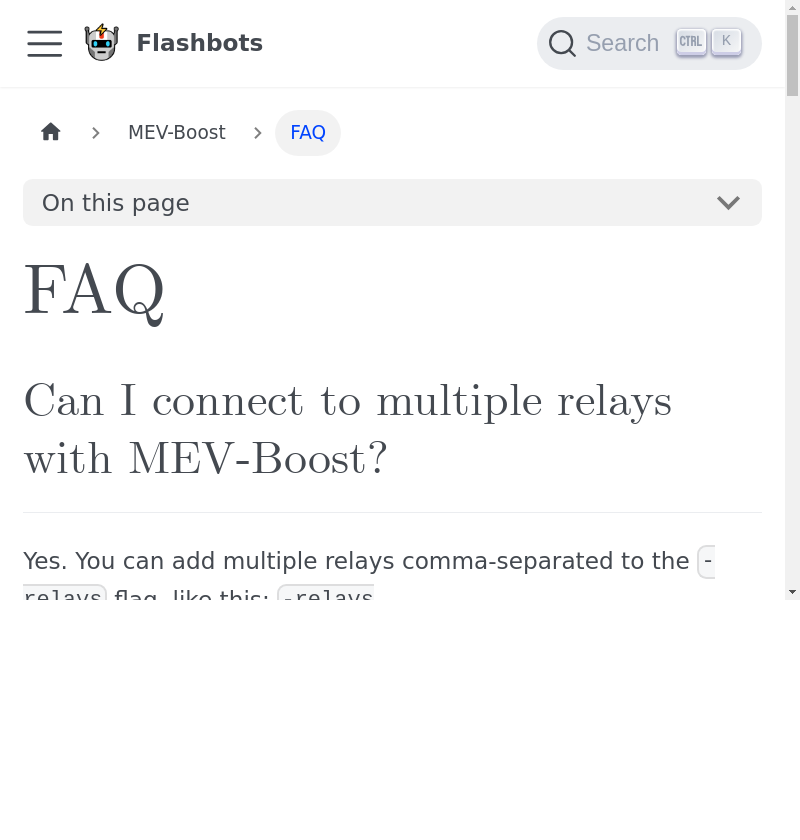 Flashbots
Search CTRL K
MEV-Boost FAQ
On this page
FAQ
Can I connect to multiple relays
with MEV-Boost?
Yes. You can add multiple relays comma-separated to the -
relays flag, like this: -relays